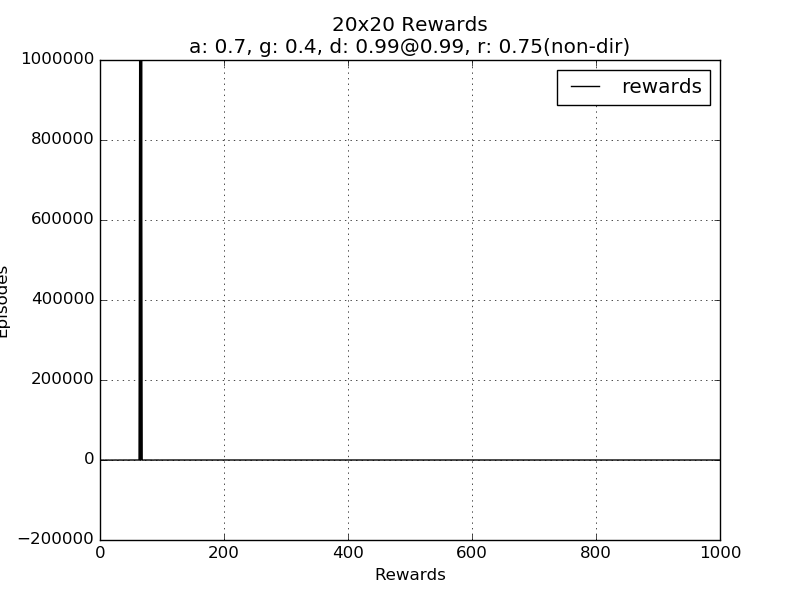 20x20 Rewards
a: 0.7, g: 0.4, d: 0.99@0.99, r: 0.75(non-dir)
rewards
1000000
800000
600000
400000
200000
0
−200000
Episodes
0 200 400 600 800 1000
Rewards